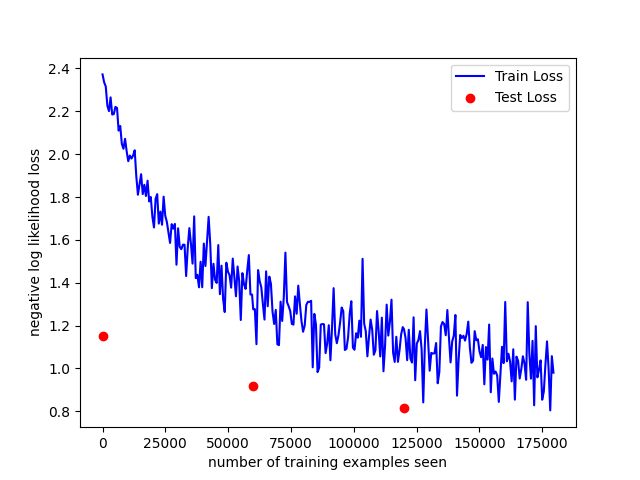 Train Loss
Test Loss
negative log likelihood loss
2.4
2.2
2.0
1.8
1.6
1.4
1.2
1.0
0.8
0 25000 50000 75000 100000 125000 150000 175000
number of training examples seen